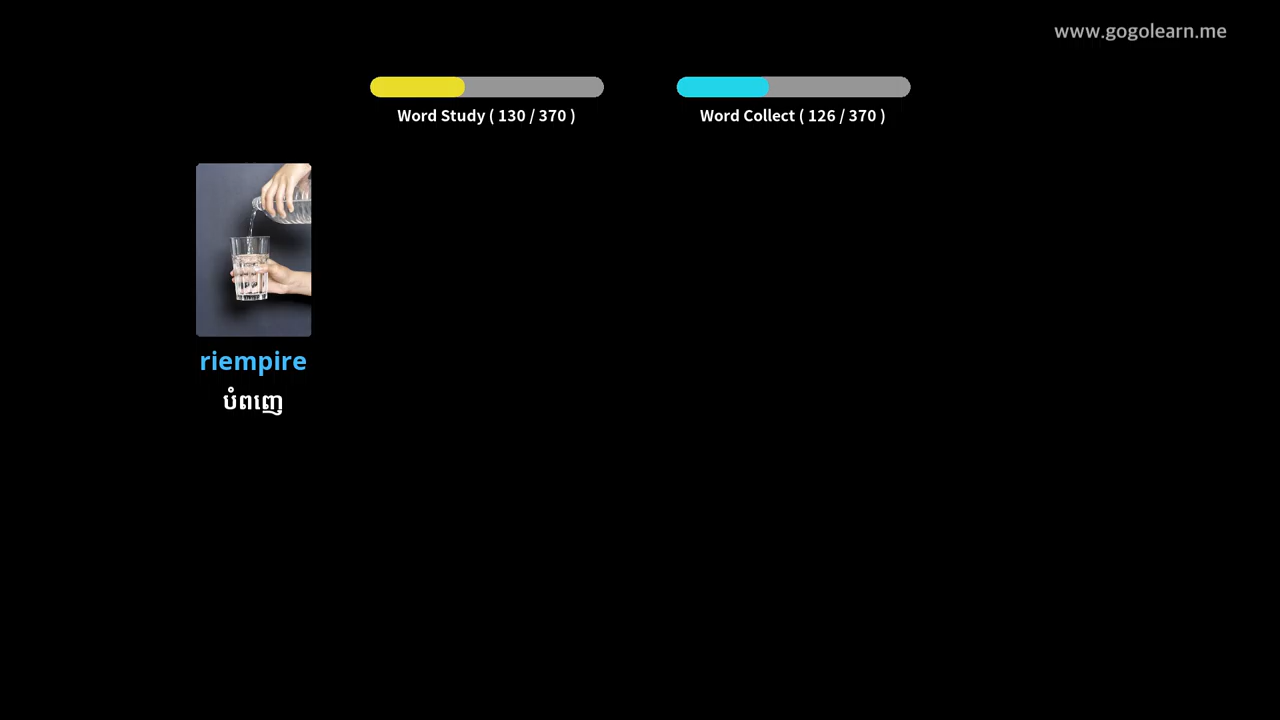 www.gogolearn.me
Word Study ( 130 / 370 )
Word Collect ( 126 / 370 )
riempire
បំពញេ